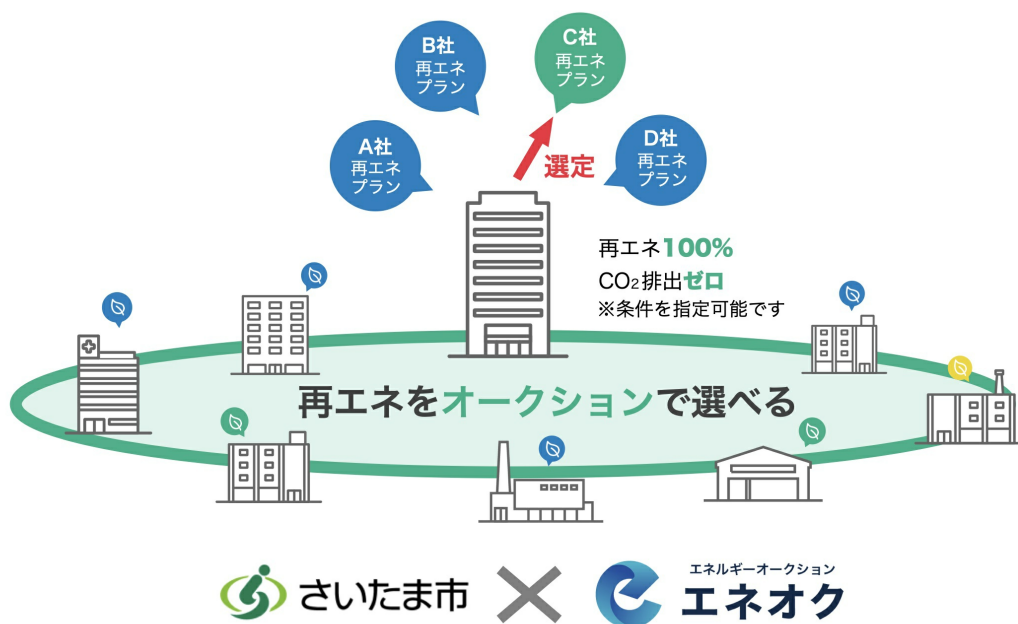 B社
再エネ
プラン
C社
再エネ
プラン
A社
再エネ
プラン
D社
再エネ
プラン
選定
再エネ100%
CO₂排出ゼロ
※条件を指定可能です
再エネをオークションで選べる
さいたま市
エネルギーオークション
エネオク